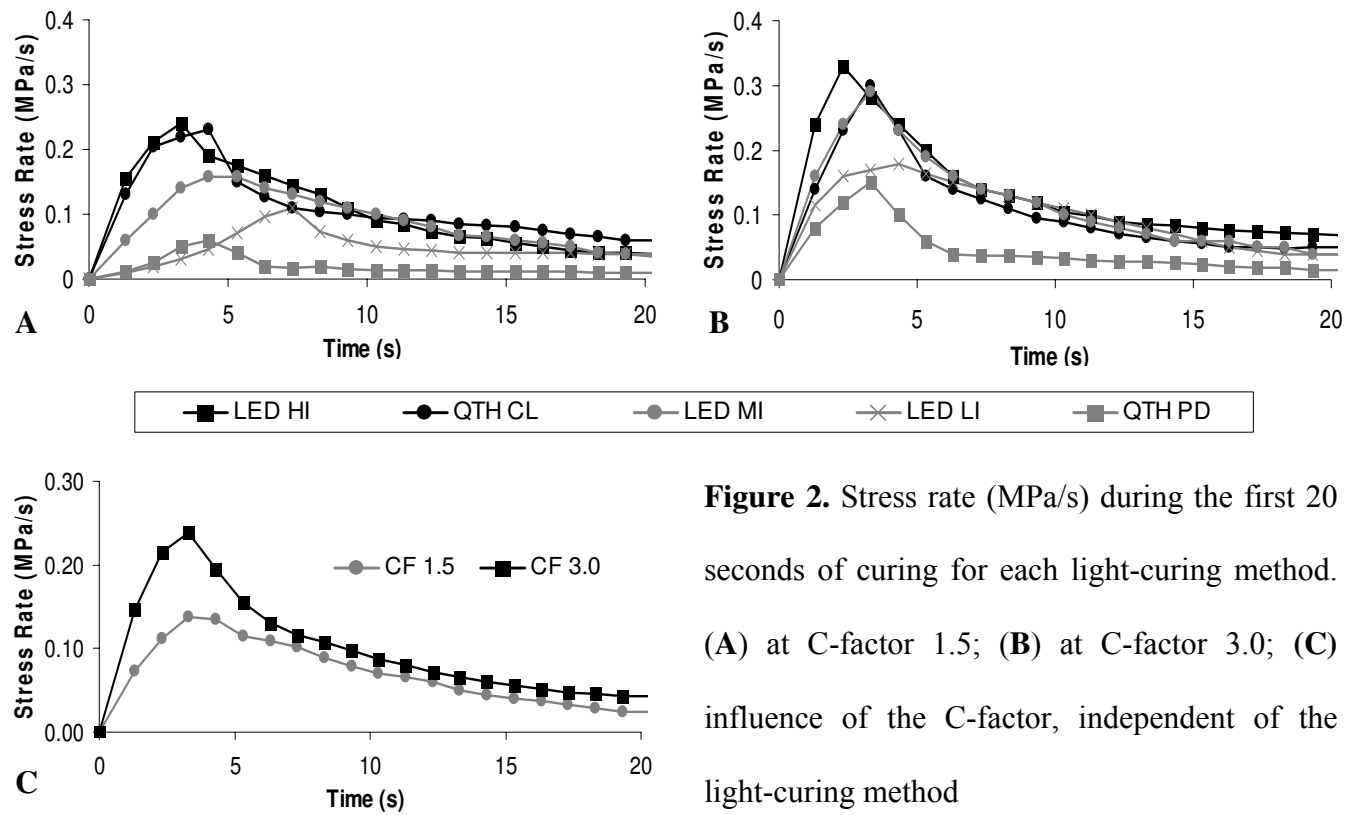 0.4
0.3
0.2
0.1
0
Stress Rate (MPa/s)
0 5 10 15 20
Time (s)
A
0.4
0.3
0.2
0.1
0
Stress Rate (MPa/s)
0 5 10 15 20
Time (s)
B
LED HI QTH CL LED MI LED LI QTH PD
0.30
0.20
0.10
0.00
Stress Rate (MPa/s)
CF 1.5 CF 3.0
0 5 10 15 20
Time (s)
C
Figure 2. Stress rate (MPa/s) during the first 20
seconds of curing for each light-curing method.
(A) at C-factor 1.5; (B) at C-factor 3.0; (C)
influence of the C-factor, independent of the
light-curing method